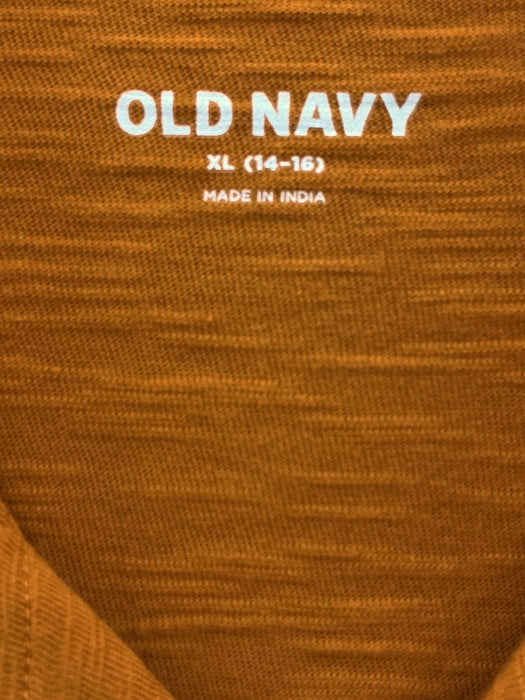 OLD NAVY
XL (14-16)
MADE IN INDIA